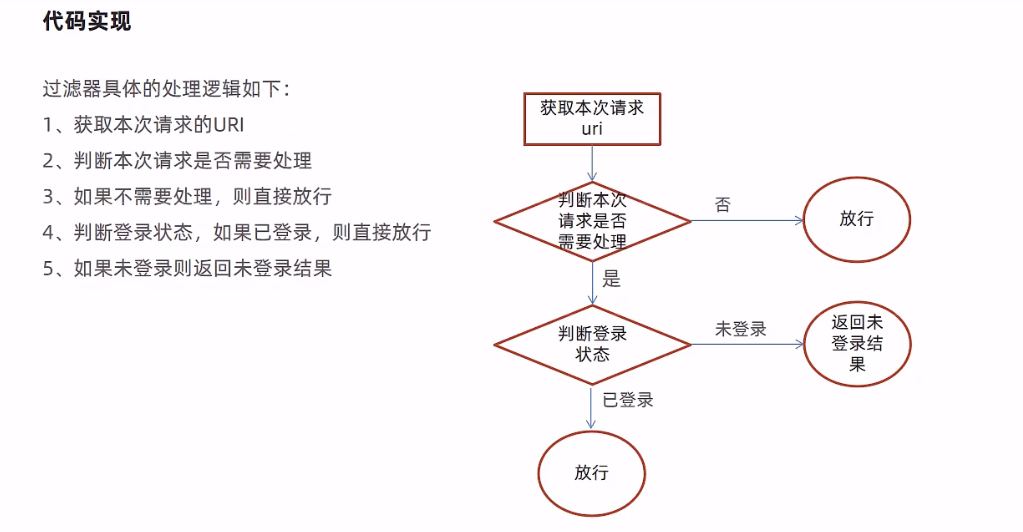 代码实现
过滤器具体的处理逻辑如下：
1、获取本次请求的URI
2、判断本次请求是否需要处理
3、如果不需要处理，则直接放行
4、判断登录状态，如果已登录，则直接放行
5、如果未登录则返回未登录结果
获取本次请求
uri
判断本次
请求是否
需要处理
否
放行
是
判断登录
状态
未登录
返回未
登录结
果
已登录
放行